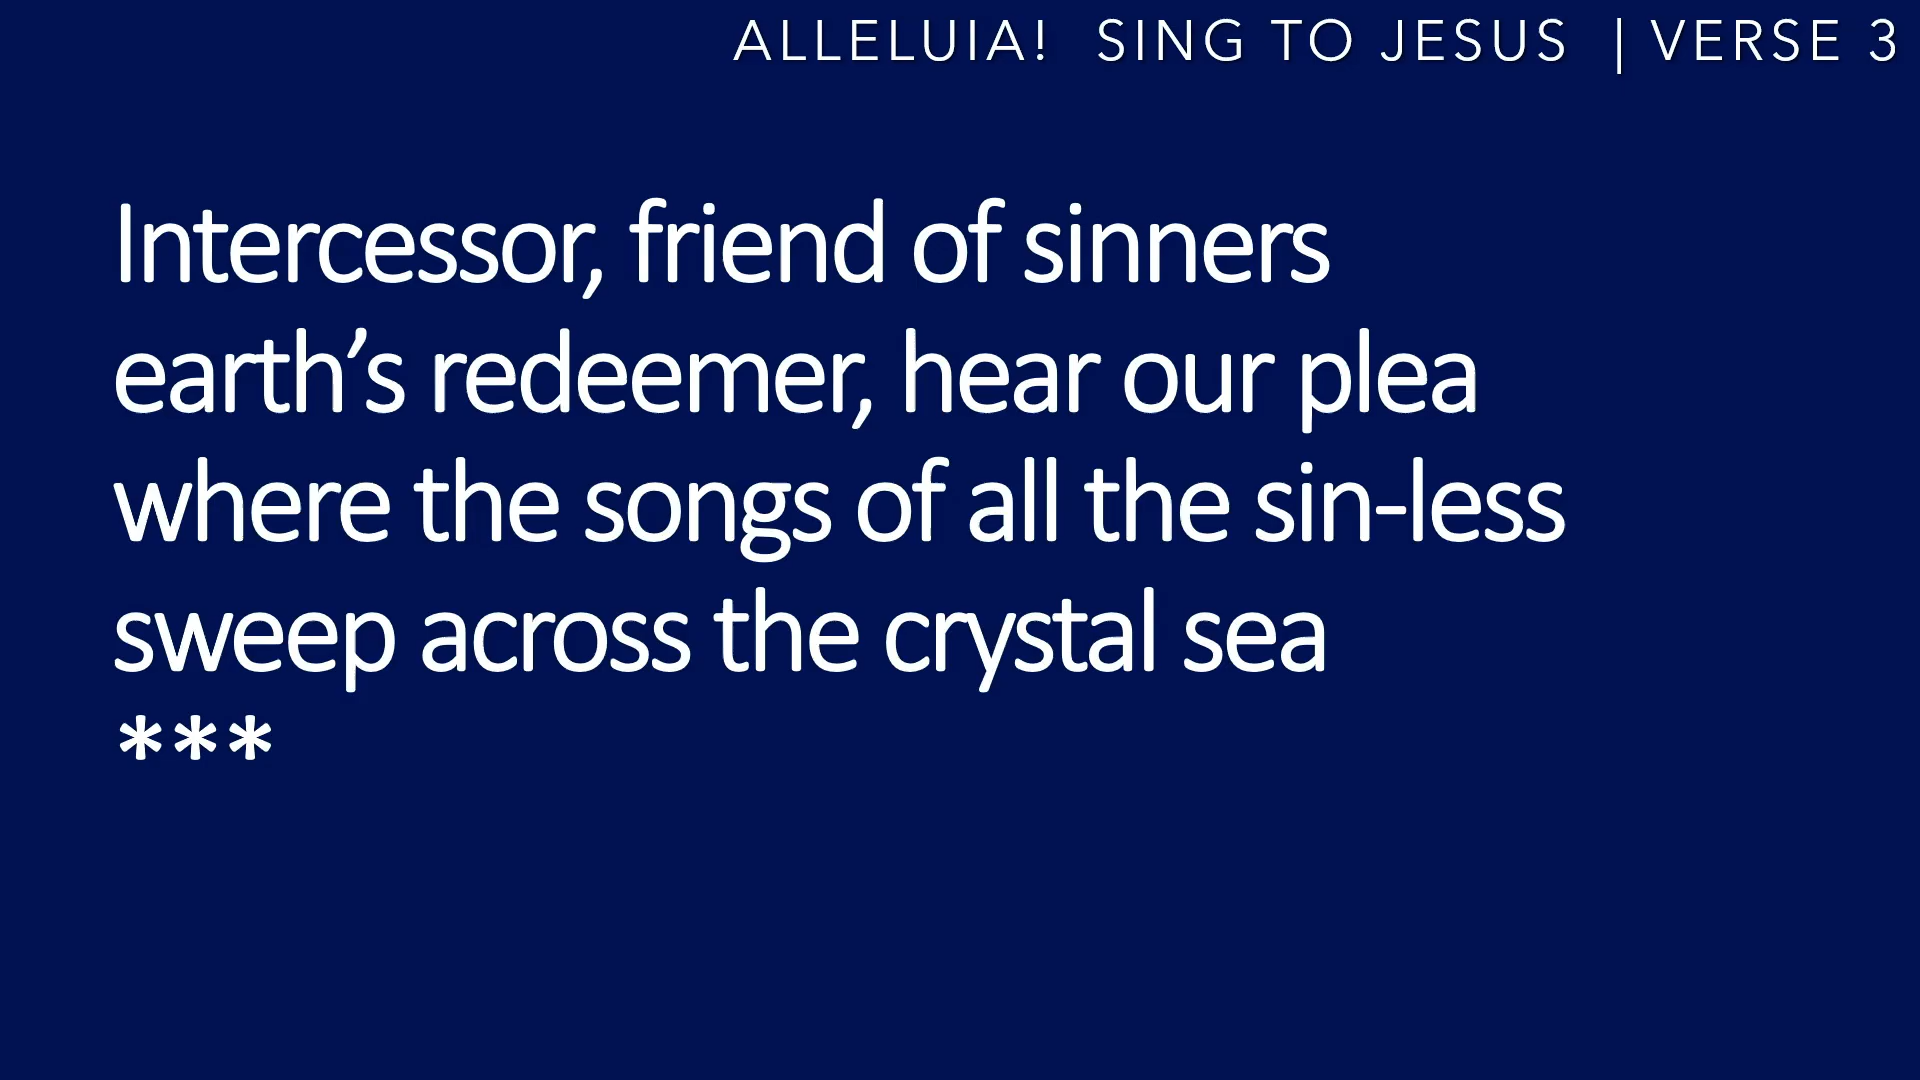 ALLELUIA!  SING TO JESUS  | VERSE 3
Intercessor, friend of sinners
earth’s redeemer, hear our plea
where the songs of all the sin-less
sweep across the crystal sea
***